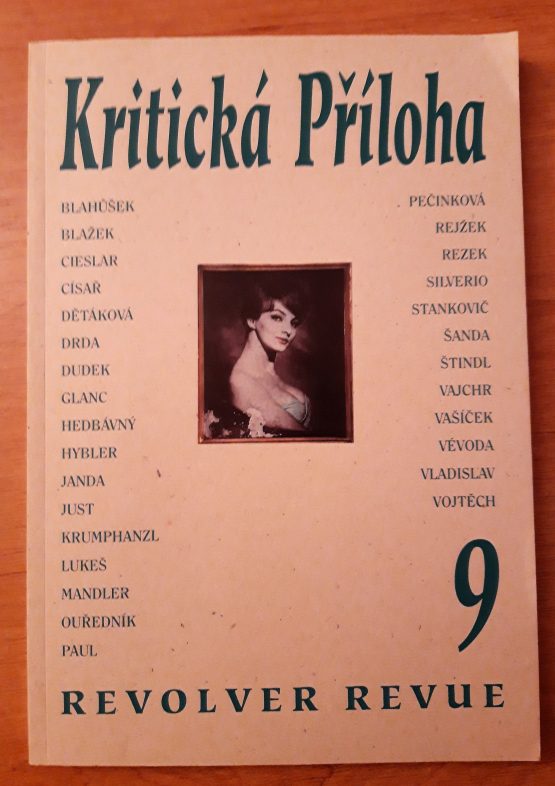 Kritická Příloha
BLAHŮŠEK
BLAŽEK
CIESLAR
CÍSAŘ
DĚTÁKOVÁ
DRDA
DUDEK
GLANC
HEDBÁVNÝ
HYBLER
JANDA
JUST
KRUMPHANZL
LUKEŠ
MANDLER
OUŘEDNÍK
PAUL
PEČINKOVÁ
REJŽEK
REZEK
SILVERIO
STANKOVIČ
ŠANDA
ŠTINDL
VAJCHR
VAŠÍČEK
VÉVODA
VLADISLAV
VOJTĚCH
9
REVOLVER REVUE